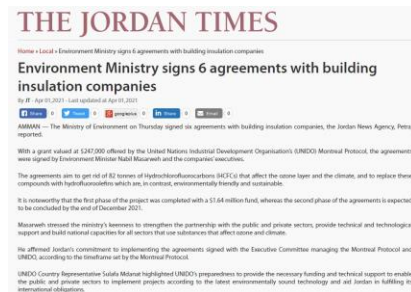 THE JORDAN TIMES
Home » Local » Environment Ministry signs 6 agreements with building insulation companies
Environment Ministry signs 6 agreements with building
insulation companies
By JT - Apr 01,2021 - Last updated at Apr 01,2021
Share 0 Tweet 0 googleplus 0 Share 0 Email 0
AMMAN — The Ministry of Environment on Thursday signed six agreements with building insulation companies, the Jordan News Agency, Petra,
reported.
With a grant valued at $247,000 offered by the United Nations Industrial Development Organisation's (UNIDO) Montreal Protocol, the agreements
were signed by Environment Minister Nabil Masarweh and the companies' executives.
The agreements aim to get rid of 82 tonnes of Hydrochlorofluorocarbons (HCFCs) that affect the ozone layer and the climate, and to replace these
compounds with hydrofluoroolefins which are, in contrast, environmentally friendly and sustainable.
It is noteworthy that the first phase of the project was completed with a $1.64 million fund, whereas the second phase of the agreements is expected
to be concluded by the end of December 2021.
Masarweh stressed the ministry's keenness to strengthen the partnership with the public and private sectors, provide technical and technological
support and build national capacities for all sectors that use substances that affect ozone and climate.
He affirmed Jordan's commitment to implementing the agreements signed with the Executive Committee managing the Montreal Protocol and
UNIDO, according to the timeframe set by the Montreal Protocol.
UNIDO Country Representative Sulafa Mdanat highlighted UNIDO's preparedness to provide the necessary funding and technical support to enable
the public and private sectors to implement projects according to the latest environmentally sound technology and aid Jordan in fulfilling its
international obligations.